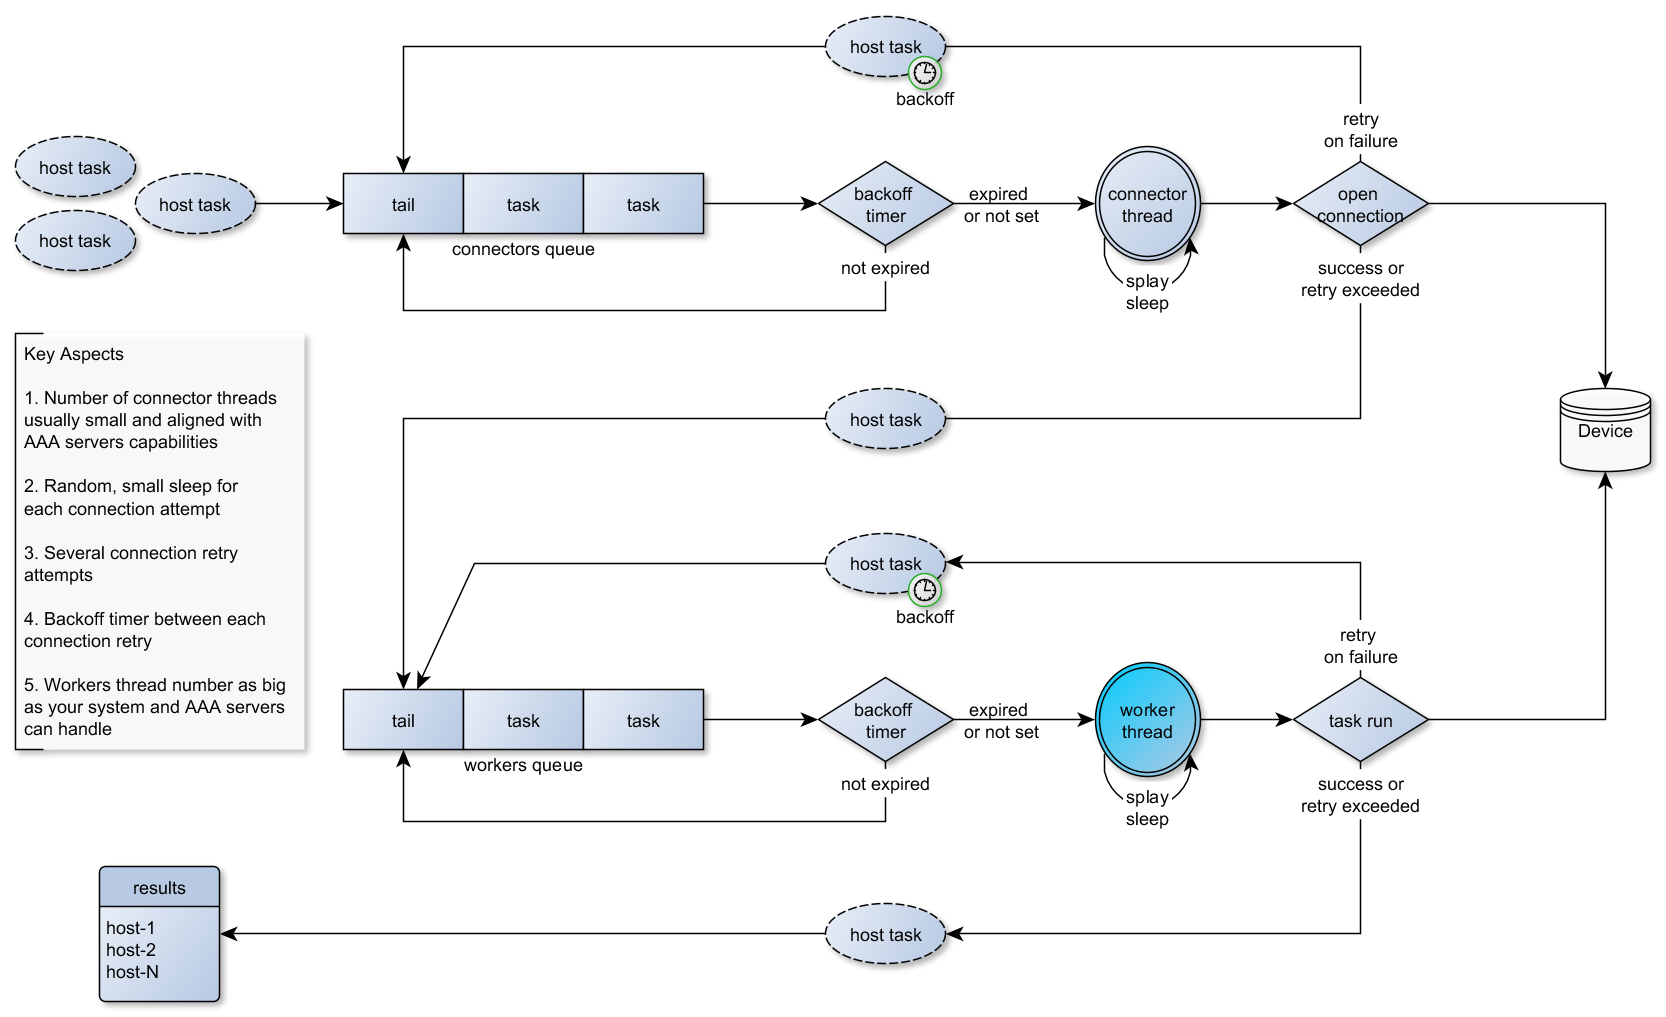 host task
backoff
retry
on failure
host task
host task
host task
tail
task
task
connectors queue
backoff
timer
expired
or not set
not expired
connector
thread
splay
sleep
open
connection
success or
retry exceeded
Key Aspects
1. Number of connector threads
usually small and aligned with
AAA servers capabilities
2. Random, small sleep for
each connection attempt
3. Several connection retry
attempts
4. Backoff timer between each
connection retry
5. Workers thread number as big
as your system and AAA servers
can handle
host task
Device
host task
backoff
retry
on failure
tail
task
task
workers queue
backoff
timer
expired
or not set
not expired
worker
thread
splay
sleep
task run
success or
retry exceeded
results
host-1
host-2
host-N
host task